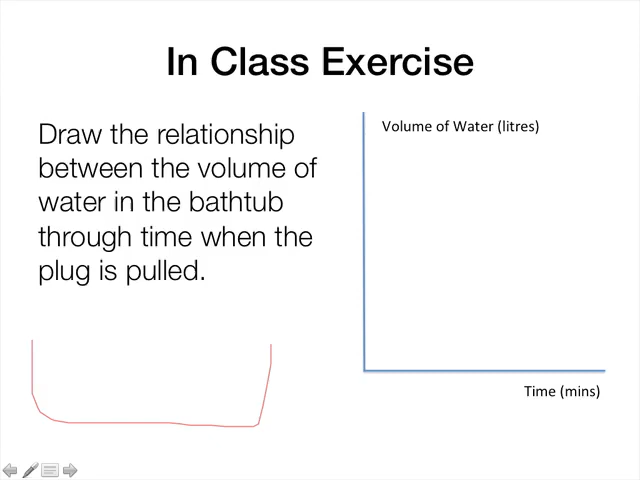 In Class Exercise
Draw the relationship
between the volume of
water in the bathtub
through time when the
plug is pulled.
Volume of Water (litres)
Time (mins)